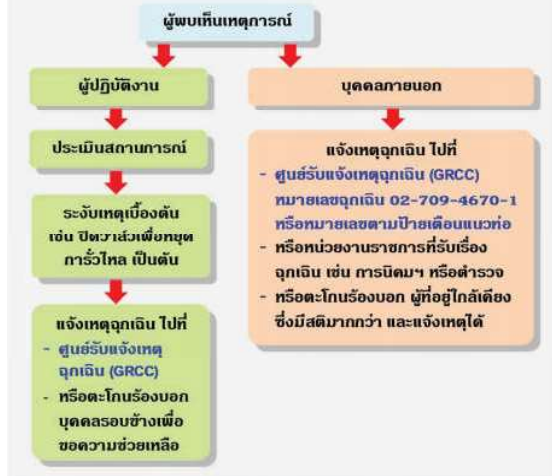 ผู้พบเห็นเหตุการณ์
ผู้ปฏิบัติงาน
ประเมินสถานการณ์
ระงับเหตุเบื้องต้น
เช่น ปิดวาล์วเพื่อหยุด
การรั่วไหล เป็นต้น
แจ้งเหตุฉุกเฉิน ไปที่
- ศูนย์รับแจ้งเหตุ
ฉุกเฉิน (GRCC)
- หรือตะโกนร้องบอก
บุคคลรอบข้างเพื่อ
ขอความช่วยเหลือ
บุคคลภายนอก
แจ้งเหตุฉุกเฉิน ไปที่
- ศูนย์รับแจ้งเหตุฉุกเฉิน (GRCC)
หมายเลขฉุกเฉิน 02-709-4670-1
หรือหมายเลขตามป้ายเตือนแนวท่อ
- หรือหน่วยงานราชการที่รับเรื่อง
ฉุกเฉิน เช่น การนิคมฯ หรือตำรวจ
- หรือตะโกนร้องบอก ผู้ที่อยู่ใกล้เคียง
ซึ่งมีสติมากกว่า และแจ้งเหตุได้